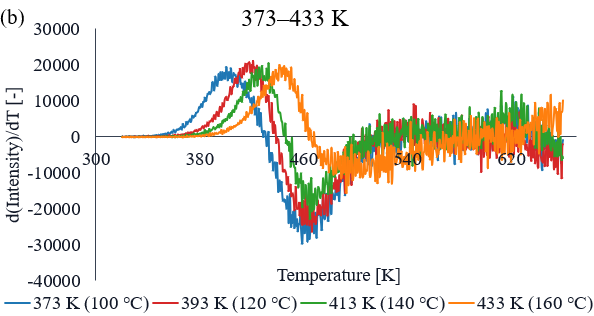 (b)
373–433 K
30000
20000
10000
0
-10000
-20000
-30000
-40000
300
380
460
540
620
d(Intensity)/dT [-]
Temperature [K]
373 K (100 °C)
393 K (120 °C)
413 K (140 °C)
433 K (160 °C)